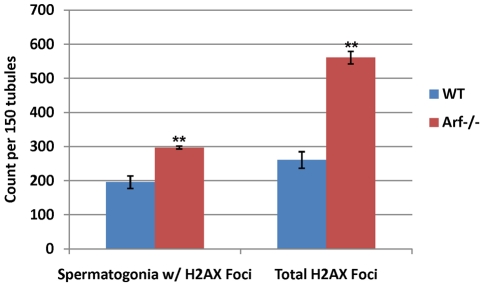 Count per 150 tubules
700
600
500
400
300
200
100
0
**
**
Spermatogonia w/ H2AX Foci
Total H2AX Foci
WT
Arf-/-